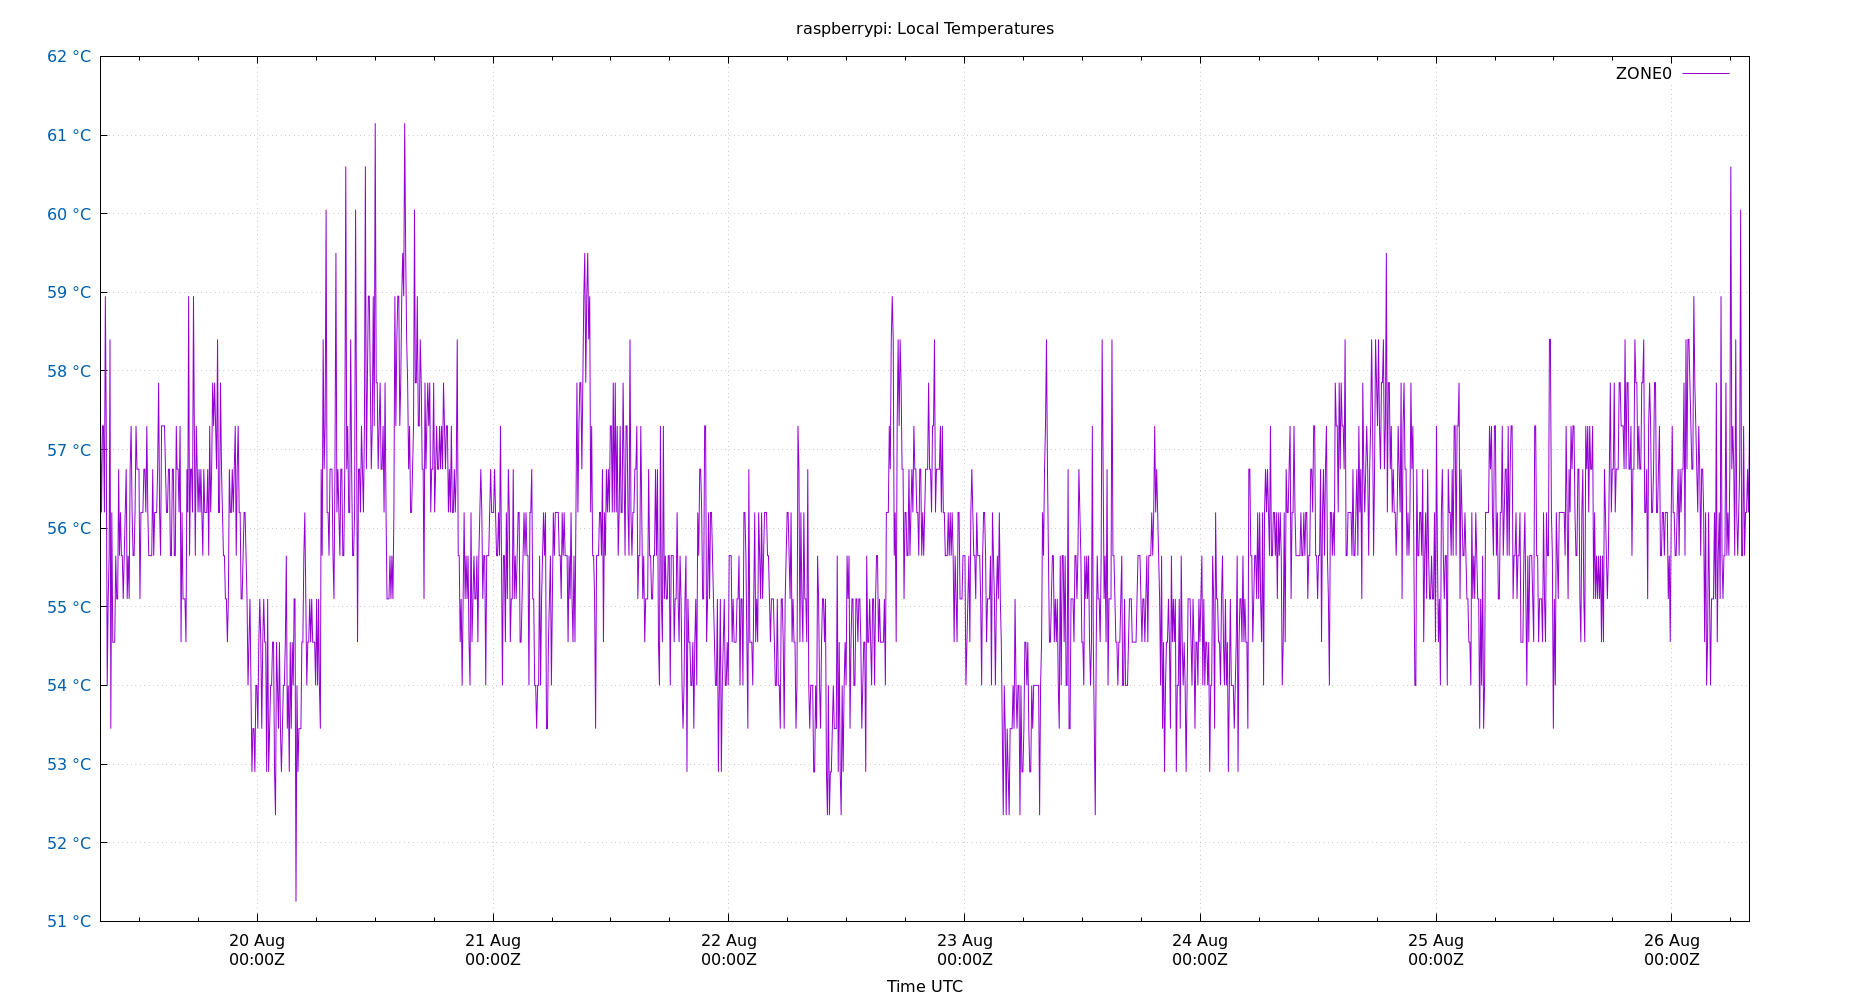 raspberrypi: Local Temperatures
62 °C
ZONE0
61 °C
60 °C
59 °C
58 °C
57 °C
56 °C
55 °C
54 °C
53 °C
52 °C
51 °C
20 Aug 21 Aug 22 Aug 23 Aug 24 Aug 25 Aug 26 Aug
00:00Z 00:00Z 00:00Z 00:00Z 00:00Z 00:00Z 00:00Z
Time UTC